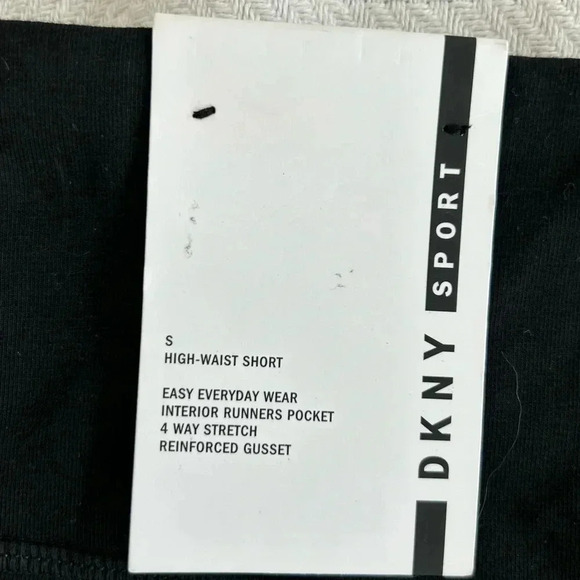 S
HIGH-WAIST SHORT
EASY EVERYDAY WEAR
INTERIOR RUNNERS POCKET
4 WAY STRETCH
REINFORCED GUSSET
DKNY SPORT